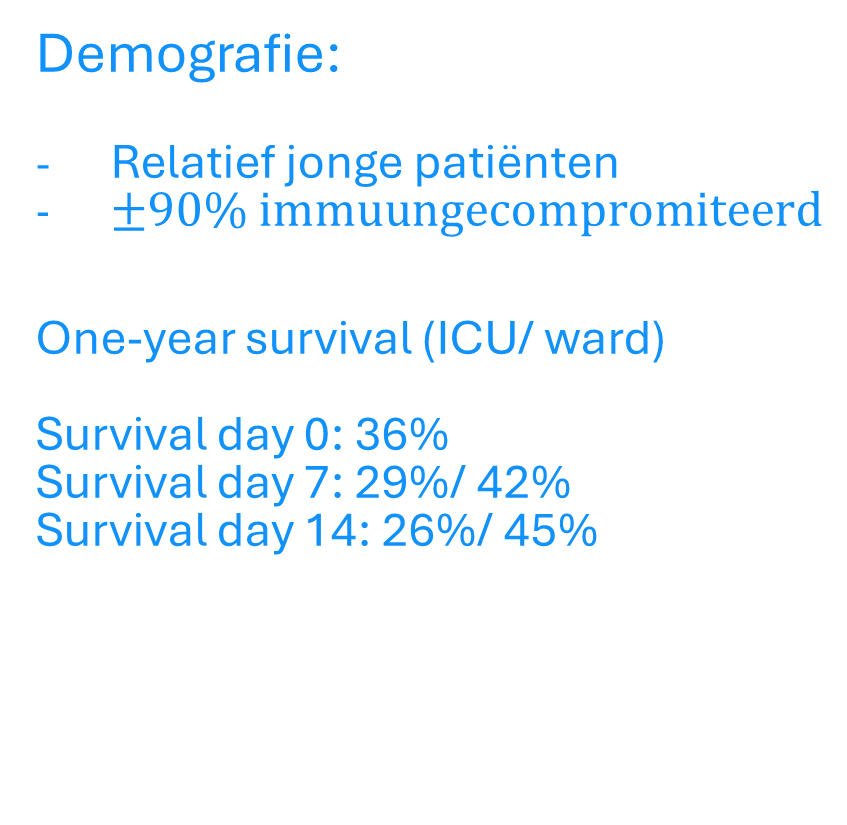 Demografie:
- Relatief jonge patiënten
- ±90% immuungecompromiteerd
One-year survival (ICU/ ward)
Survival day 0: 36%
Survival day 7: 29%/ 42%
Survival day 14: 26%/ 45%